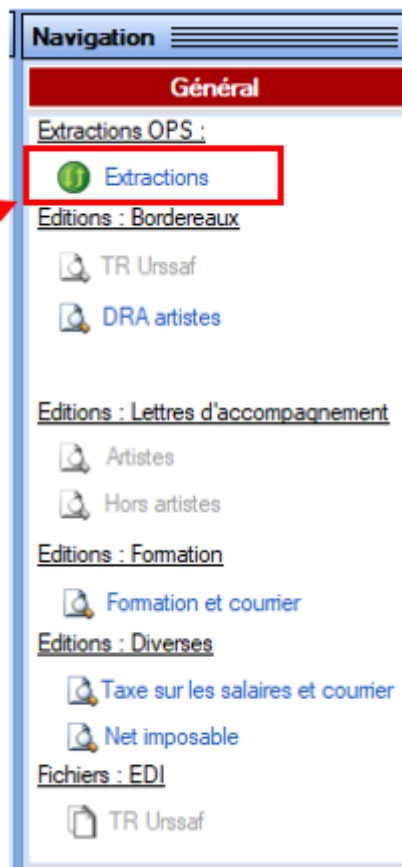 Navigation
Général
Extractions OPS :
Extractions
Editions : Bordereaux
TR Urssaf
DRA artistes
Editions : Lettres d'accompagnement
Artistes
Hors artistes
Editions : Formation
Formation et courrier
Editions : Diverses
Taxe sur les salaires et courrier
Net imposable
Fichiers : EDI
TR Urssaf